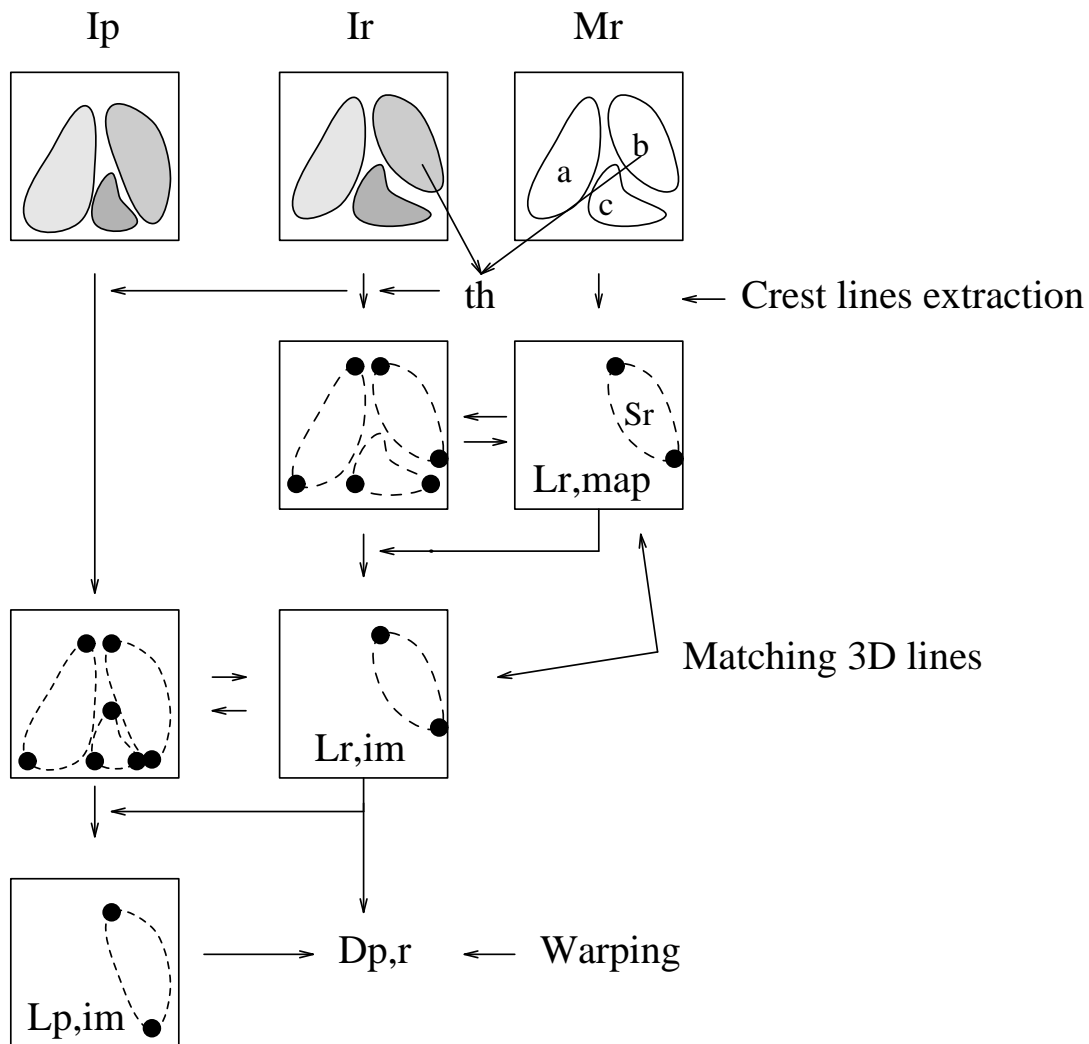 Ip
Ir
Mr
a
b
c
th
Crest lines extraction
Sr
Lr,map
Matching 3D lines
Lr,im
Dp,r
Warping
Lp,im